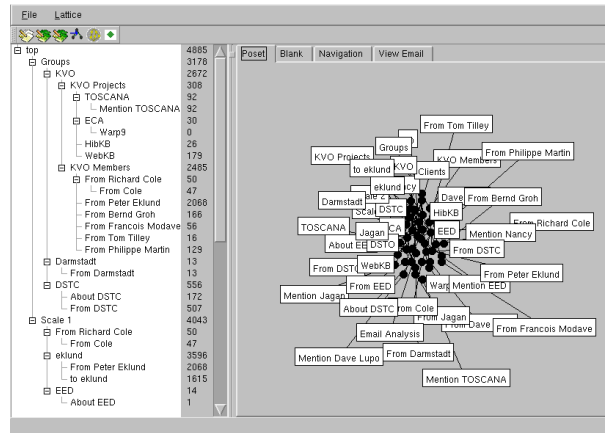 File Lattice
top 4885
Groups 3178
KVO 2672
KVO Projects 308
TOSCANA 92
Mention TOSCANA 92
ECA 30
Warp9 0
HibKB 26
WebKB 179
KVO Members 2485
From Richard Cole 50
From Cole 47
From Peter Eklund 2068
From Bernd Groh 166
From Francois Modave 56
From Tom Tilley 16
From Philippe Martin 129
Darmstadt 13
From Darmstadt 13
DSTC 556
About DSTC 172
From DSTC 507
Scale 1 4043
From Richard Cole 50
From Cole 47
eklund 3596
From Peter Eklund 2068
to eklund 1615
EED 14
About EED 1
Poset Blank Navigation View Email
From Tom Tilley
Groups
KVO Projects
From Philippe Martin
KVO Members
to eklund
KVO
Clients
eklund
Darmstadt
Dave
From Bernd Groh
DSTC
HibKB
From Richard Cole
TOSCANA
Jagan
EED
Mention Nancy
DSTO
From DSTC
WebKB
From Peter Eklund
From EED
Mention EED
Mention Jagan
About DSTC
From Cole
From Jagan
From Dave
From Francois Modave
Email Analysis
Mention Dave Lupo
From Darmstadt
Mention TOSCANA